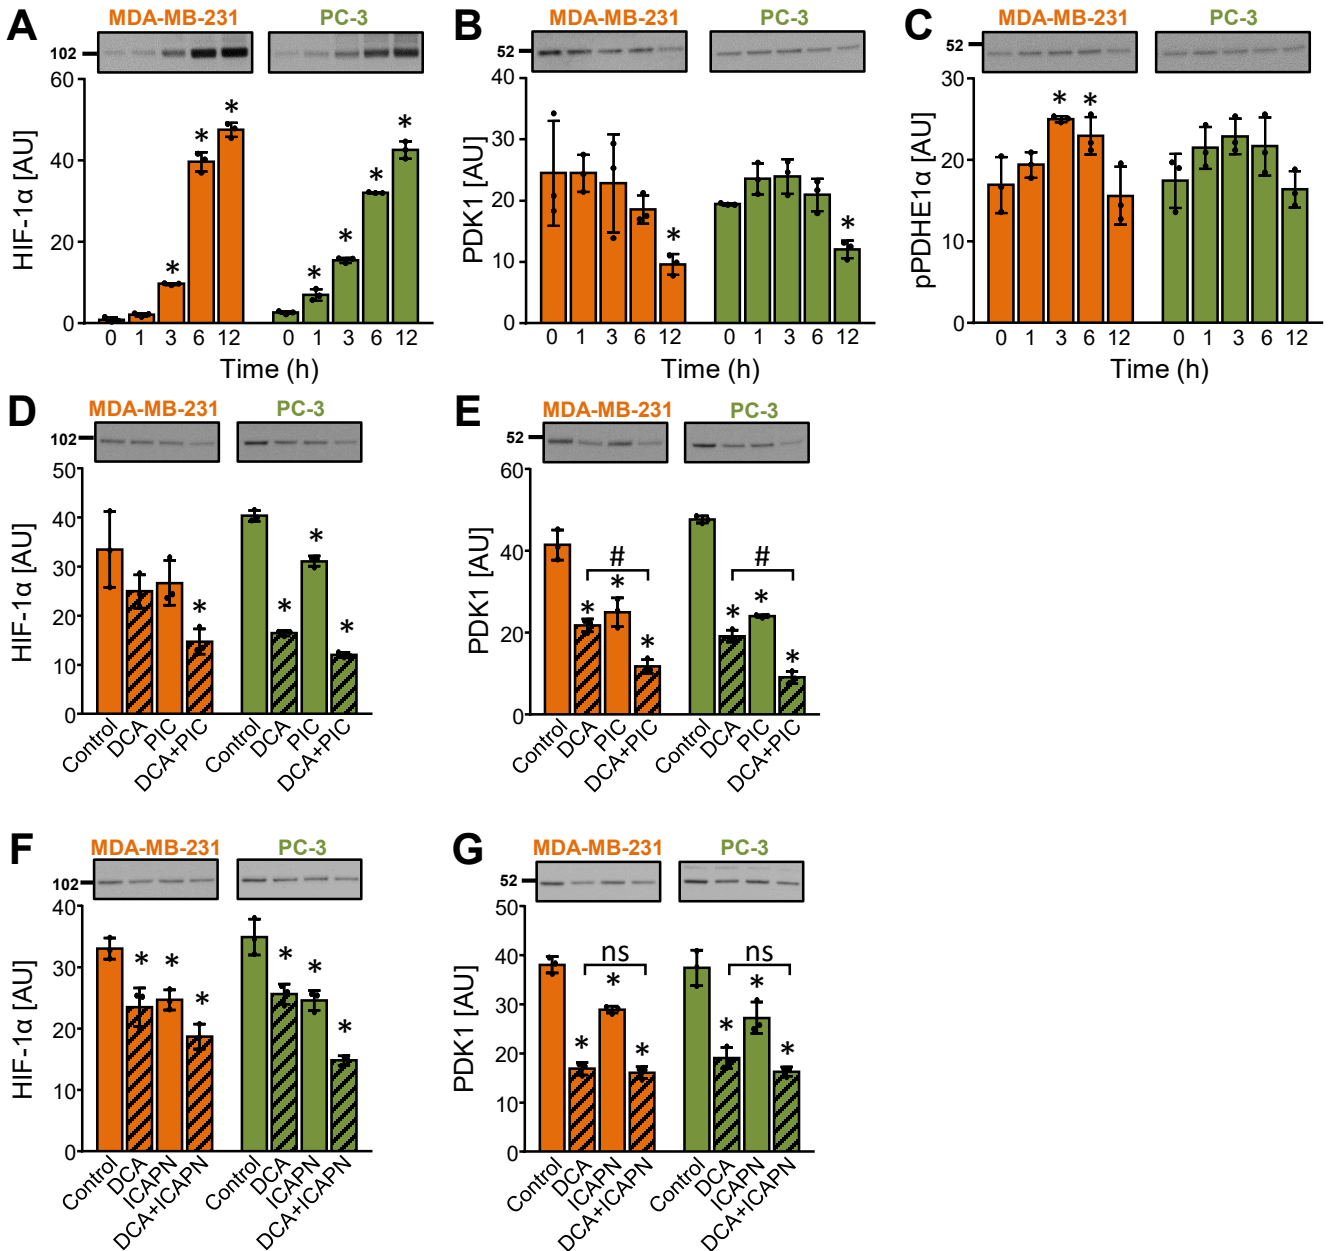 A
MDA-MB-231
PC-3
102
HIF-1α [AU]
60
40
20
0
* * * * * * *
0 1 3 6 12 0 1 3 6 12
Time (h)
B
MDA-MB-231
PC-3
52
PDK1 [AU]
40
30
20
10
0
* *
0 1 3 6 12 0 1 3 6 12
Time (h)
C
MDA-MB-231
PC-3
52
pPDHE1α [AU]
30
20
10
0
* *
0 1 3 6 12 0 1 3 6 12
Time (h)
D
MDA-MB-231
PC-3
102
HIF-1α [AU]
50
40
30
20
10
0
* * * *
Control DCA PIC DCA+PIC Control DCA PIC DCA+PIC
E
MDA-MB-231
PC-3
52
PDK1 [AU]
60
40
20
0
# #
* * * * * *
Control DCA PIC DCA+PIC Control DCA PIC DCA+PIC
F
MDA-MB-231
PC-3
102
HIF-1α [AU]
40
30
20
10
0
* * * * * *
Control DCA ICAPN DCA+ICAPN Control DCA ICAPN DCA+ICAPN
G
MDA-MB-231
PC-3
52
PDK1 [AU]
50
40
30
20
10
0
ns ns
* * * * * *
Control DCA ICAPN DCA+ICAPN Control DCA ICAPN DCA+ICAPN